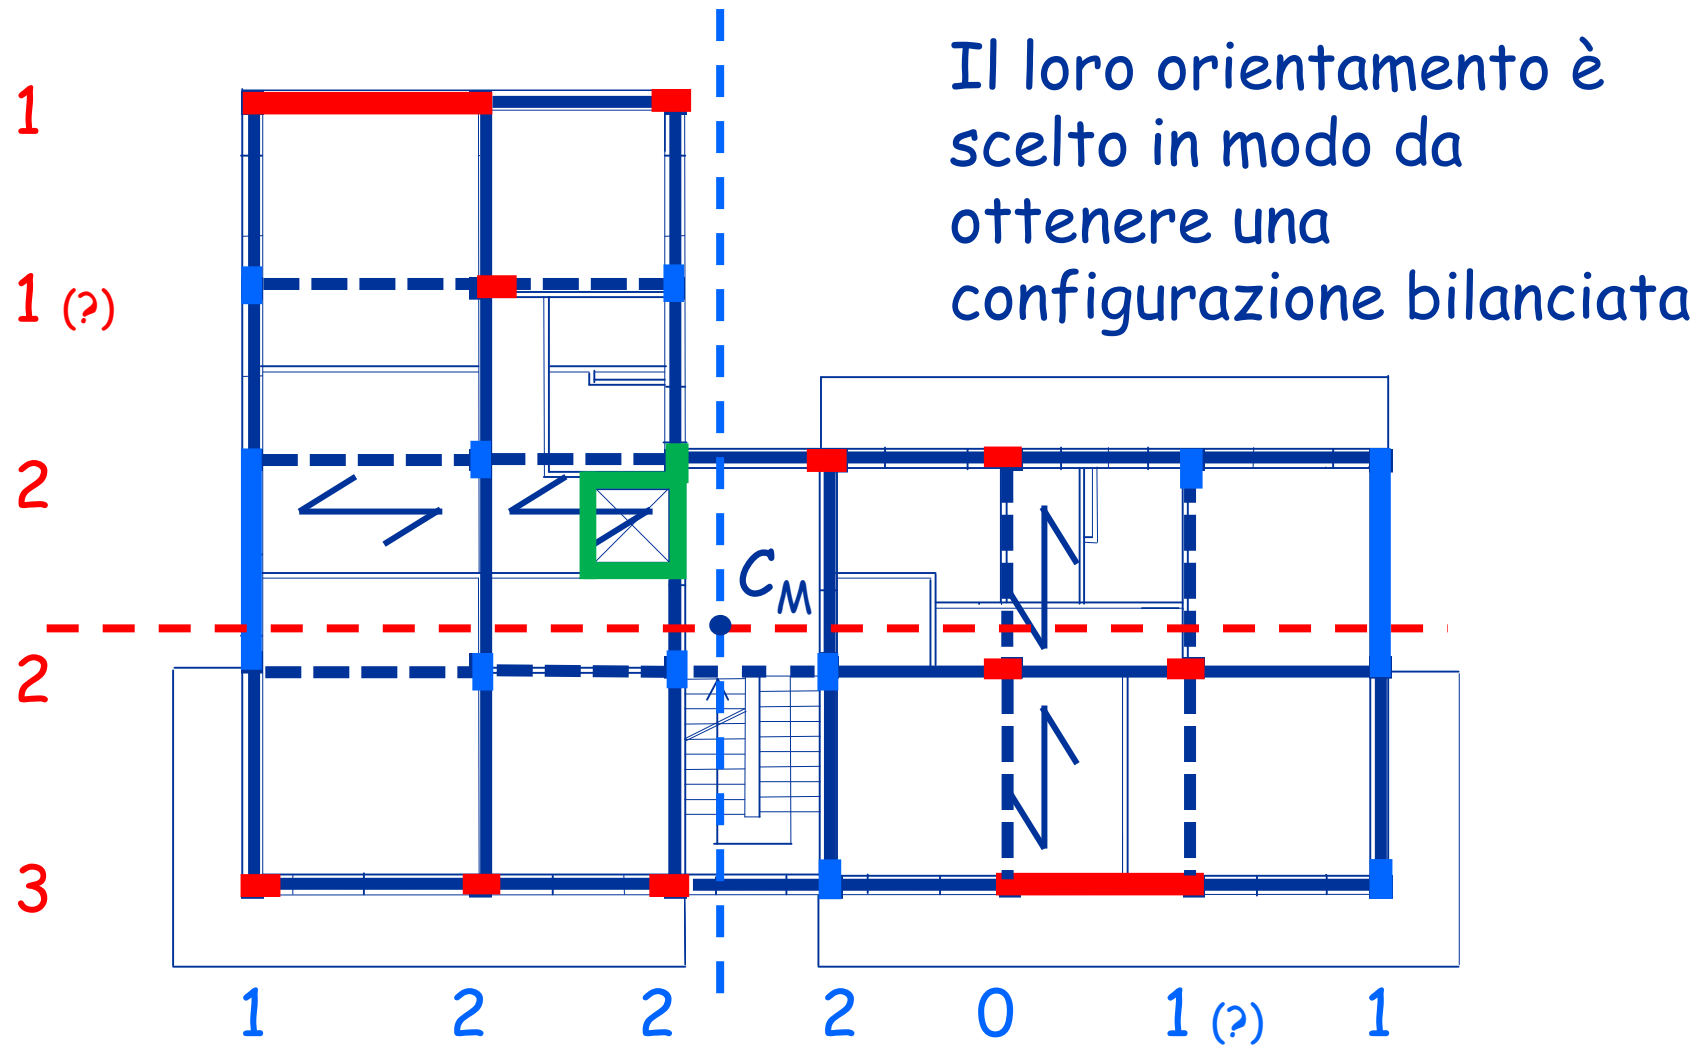 Il loro orientamento è
scelto in modo da
ottenere una
configurazione bilanciata
1
1 (?)
2
CM
2
3
1 2 2 2 0 1 (?) 1